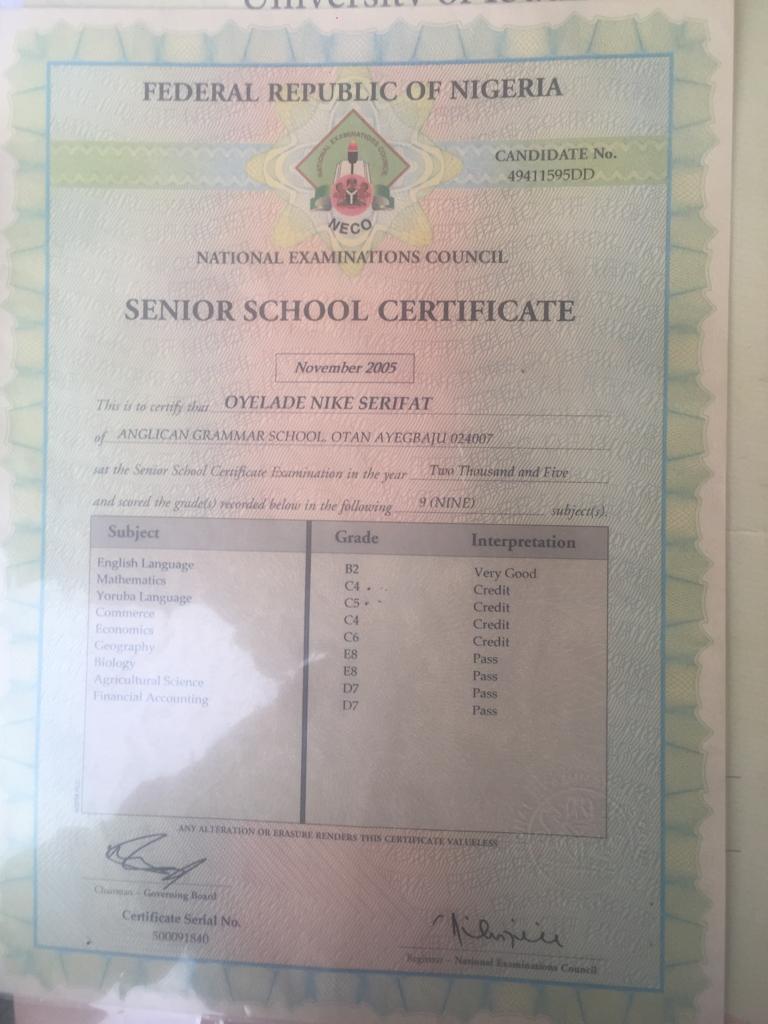 University of
FEDERAL REPUBLIC OF NIGERIA
NATIONAL EXAMINATIONS COUNCIL
NECO
CANDIDATE No.
49411595DD
NATIONAL EXAMINATIONS COUNCIL
SENIOR SCHOOL CERTIFICATE
November 2005
This is to certify that OYELADE NIKE SERIFAT
of ANGLICAN GRAMMAR SCHOOL, OTAN AYEGBAJU 024007
sat the Senior School Certificate Examination in the year Two Thousand and Five
and scored the grade(s) recorded below in the following 9 (NINE) subject(s).
Subject Grade Interpretation
English Language B2 Very Good
Mathematics C4 Credit
Yoruba Language C5 Credit
Commerce C4 Credit
Economics C6 Credit
Geography E8 Pass
Biology E8 Pass
Agricultural Science D7 Pass
Financial Accounting D7 Pass
ANY ALTERATION OR ERASURE RENDERS THIS CERTIFICATE VALUELESS
Chairman – Governing Board
Certificate Serial No.
500091840
Registrar – National Examinations Council